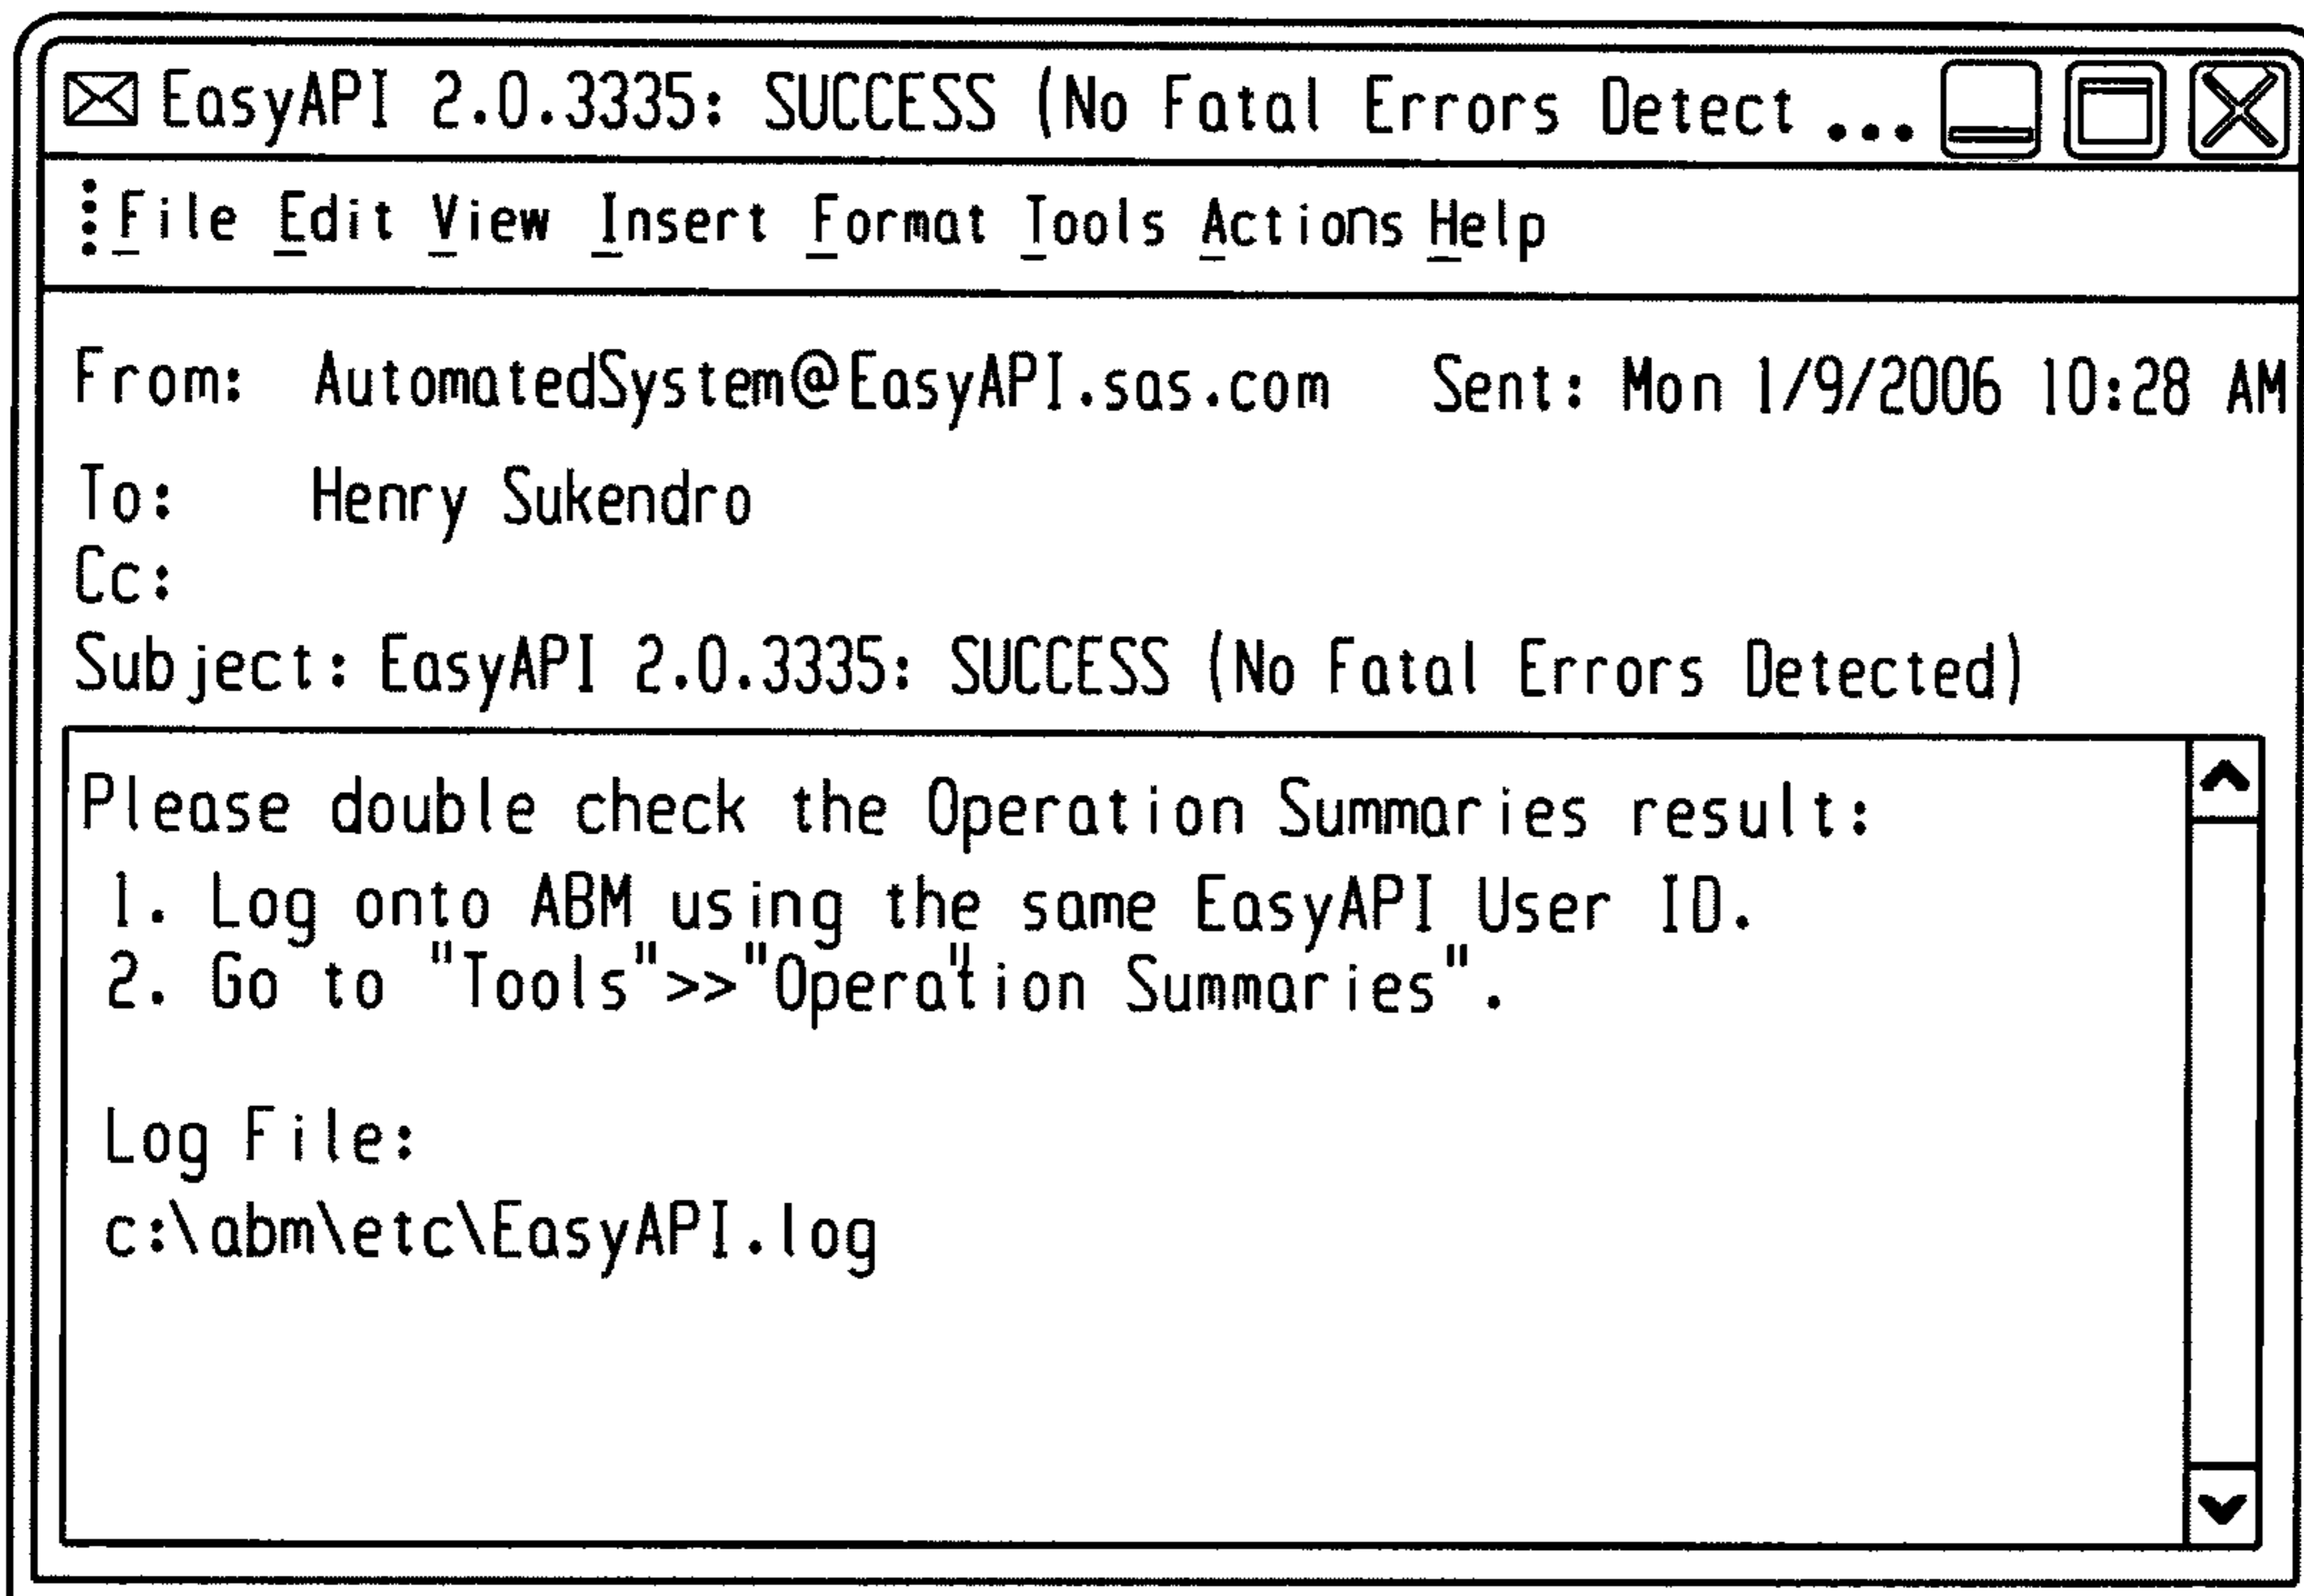 EasyAPI 2.0.3335: SUCCESS (No Fatal Errors Detect ...
File Edit View Insert Format Tools Actions Help
From: AutomatedSystem@EasyAPI.sas.com Sent: Mon 1/9/2006 10:28 AM
To: Henry Sukendro
Cc:
Subject: EasyAPI 2.0.3335: SUCCESS (No Fatal Errors Detected)
Please double check the Operation Summaries result:
1. Log onto ABM using the same EasyAPI User ID.
2. Go to "Tools">>"Operation Summaries".
Log File:
c:\abm\etc\EasyAPI.log